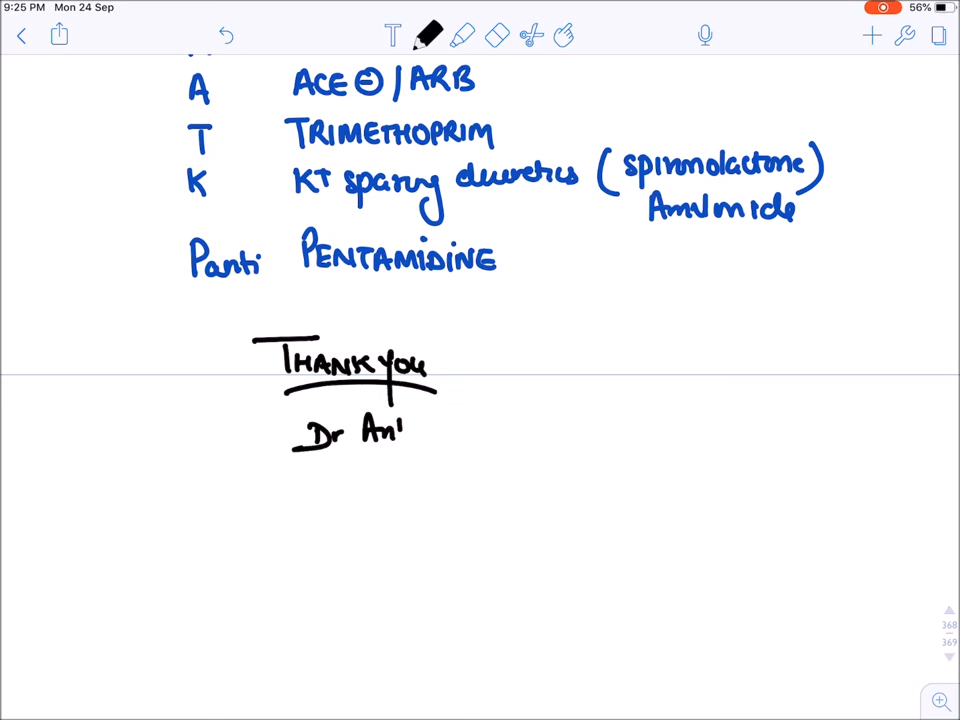 9:25 PM Mon 24 Sep 56%
T
A ACE ⊖ / ARB
T TRIMETHOPRIM
K K+ sparing diuretics ( spironolactone )
Amilonide
Panti PENTAMIDINE
THANK YOU
Dr An
368
369